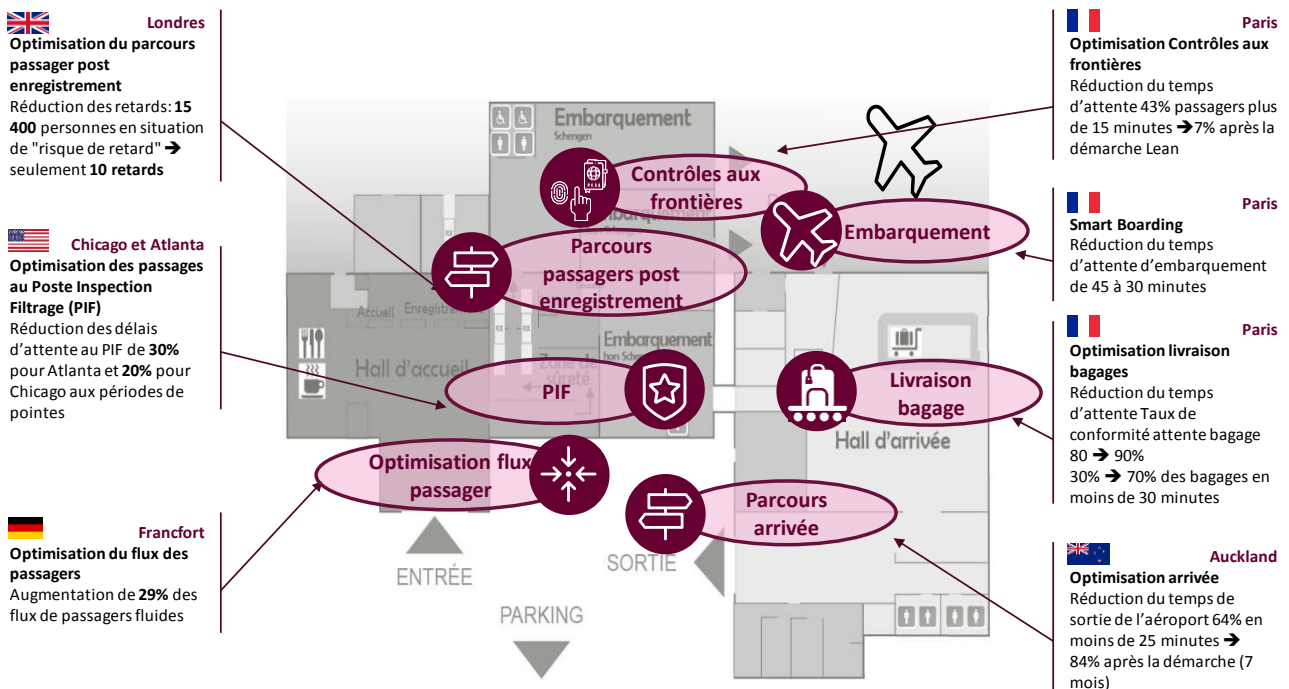 Londres
Optimisation du parcours
passager post
enregistrement
Réduction des retards: 15
400 personnes en situation
de "risque de retard" ➔
seulement 10 retards
Chicago et Atlanta
Optimisation des passages
au Poste Inspection
Filtrage (PIF)
Réduction des délais
d'attente au PIF de 30%
pour Atlanta et 20% pour
Chicago aux périodes de
pointes
Francfort
Optimisation du flux des
passagers
Augmentation de 29% des
flux de passagers fluides
Embarquement
Schengen
Contrôles aux
frontières
Embarquement
Parcours
passagers post
enregistrement
Embarquement
Accueil
Enregistrement
Embarquement
Hall d'accueil
Zone de
sûreté
PIF
Livraison
bagage
Hall d'arrivée
Optimisation flux
passager
Parcours
arrivée
ENTRÉE
SORTIE
PARKING
Paris
Optimisation Contrôles aux
frontières
Réduction du temps
d'attente 43% passagers plus
de 15 minutes ➔7% après la
démarche Lean
Paris
Smart Boarding
Réduction du temps
d'attente d'embarquement
de 45 à 30 minutes
Paris
Optimisation livraison
bagages
Réduction du temps
d'attente Taux de
conformité attente bagage
80 ➔ 90%
30% ➔ 70% des bagages en
moins de 30 minutes
Auckland
Optimisation arrivée
Réduction du temps de
sortie de l'aéroport 64% en
moins de 25 minutes ➔
84% après la démarche (7
mois)